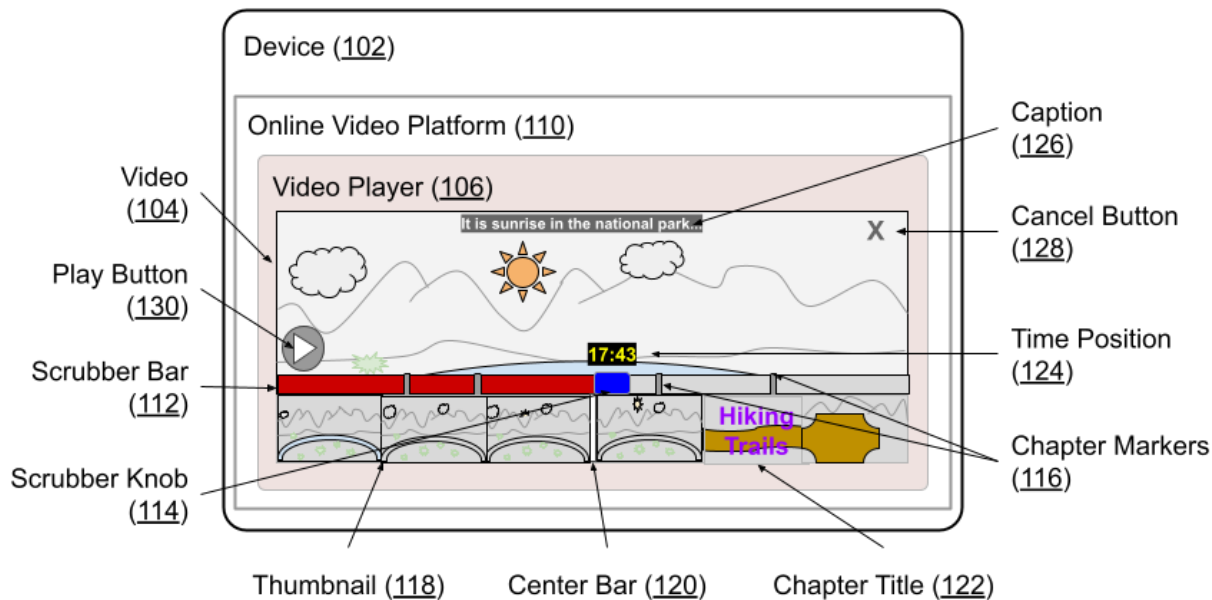 Device (102)
Online Video Platform (110)
Caption
(126)
Video
(104)
Video Player (106)
It is sunrise in the national park...
X
Cancel Button
(128)
Play Button
(130)
17:43
Time Position
(124)
Scrubber Bar
(112)
Hiking
Trails
Chapter Markers
(116)
Scrubber Knob
(114)
Thumbnail (118)
Center Bar (120)
Chapter Title (122)